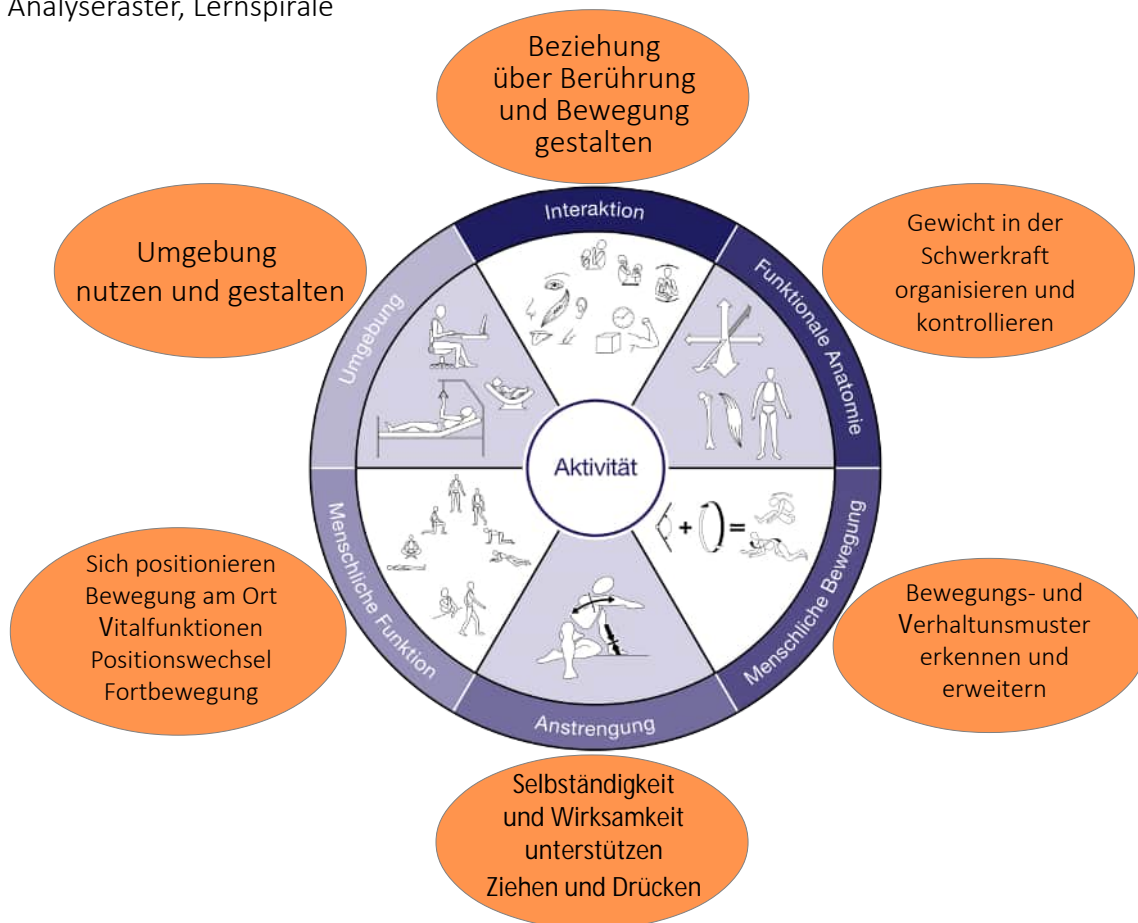 Analyseraster, Lernspirale
Beziehung
über Berührung
und Bewegung
gestalten
Umgebung
nutzen und gestalten
Gewicht in der
Schwerkraft
organisieren und
kontrollieren
Interaktion
Funktionale Anatomie
Umgebung
Aktivität
Menschliche Funktion
Menschliche Bewegung
Anstrengung
+ =
Sich positionieren
Bewegung am Ort
Vitalfunktionen
Positionswechsel
Fortbewegung
Bewegungs- und
Verhaltunsmuster
erkennen und
erweitern
Selbständigkeit
und Wirksamkeit
unterstützen
Ziehen und Drücken